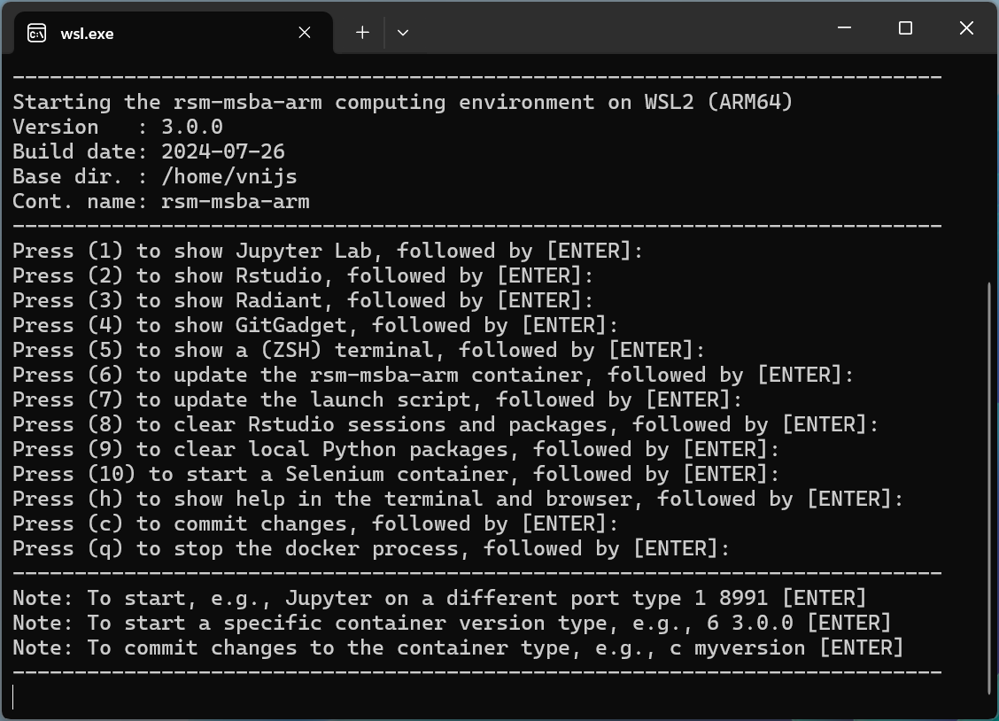 wsl.exe
---------------------------------------------------------------------------
Starting the rsm-msba-arm computing environment on WSL2 (ARM64)
Version   : 3.0.0
Build date: 2024-07-26
Base dir. : /home/vnijs
Cont. name: rsm-msba-arm
---------------------------------------------------------------------------
Press (1) to show Jupyter Lab, followed by [ENTER]:
Press (2) to show Rstudio, followed by [ENTER]:
Press (3) to show Radiant, followed by [ENTER]:
Press (4) to show GitGadget, followed by [ENTER]:
Press (5) to show a (ZSH) terminal, followed by [ENTER]:
Press (6) to update the rsm-msba-arm container, followed by [ENTER]:
Press (7) to update the launch script, followed by [ENTER]:
Press (8) to clear Rstudio sessions and packages, followed by [ENTER]:
Press (9) to clear local Python packages, followed by [ENTER]:
Press (10) to start a Selenium container, followed by [ENTER]:
Press (h) to show help in the terminal and browser, followed by [ENTER]:
Press (c) to commit changes, followed by [ENTER]:
Press (q) to stop the docker process, followed by [ENTER]:
---------------------------------------------------------------------------
Note: To start, e.g., Jupyter on a different port type 1 8991 [ENTER]
Note: To start a specific container version type, e.g., 6 3.0.0 [ENTER]
Note: To commit changes to the container type, e.g., c myversion [ENTER]
---------------------------------------------------------------------------